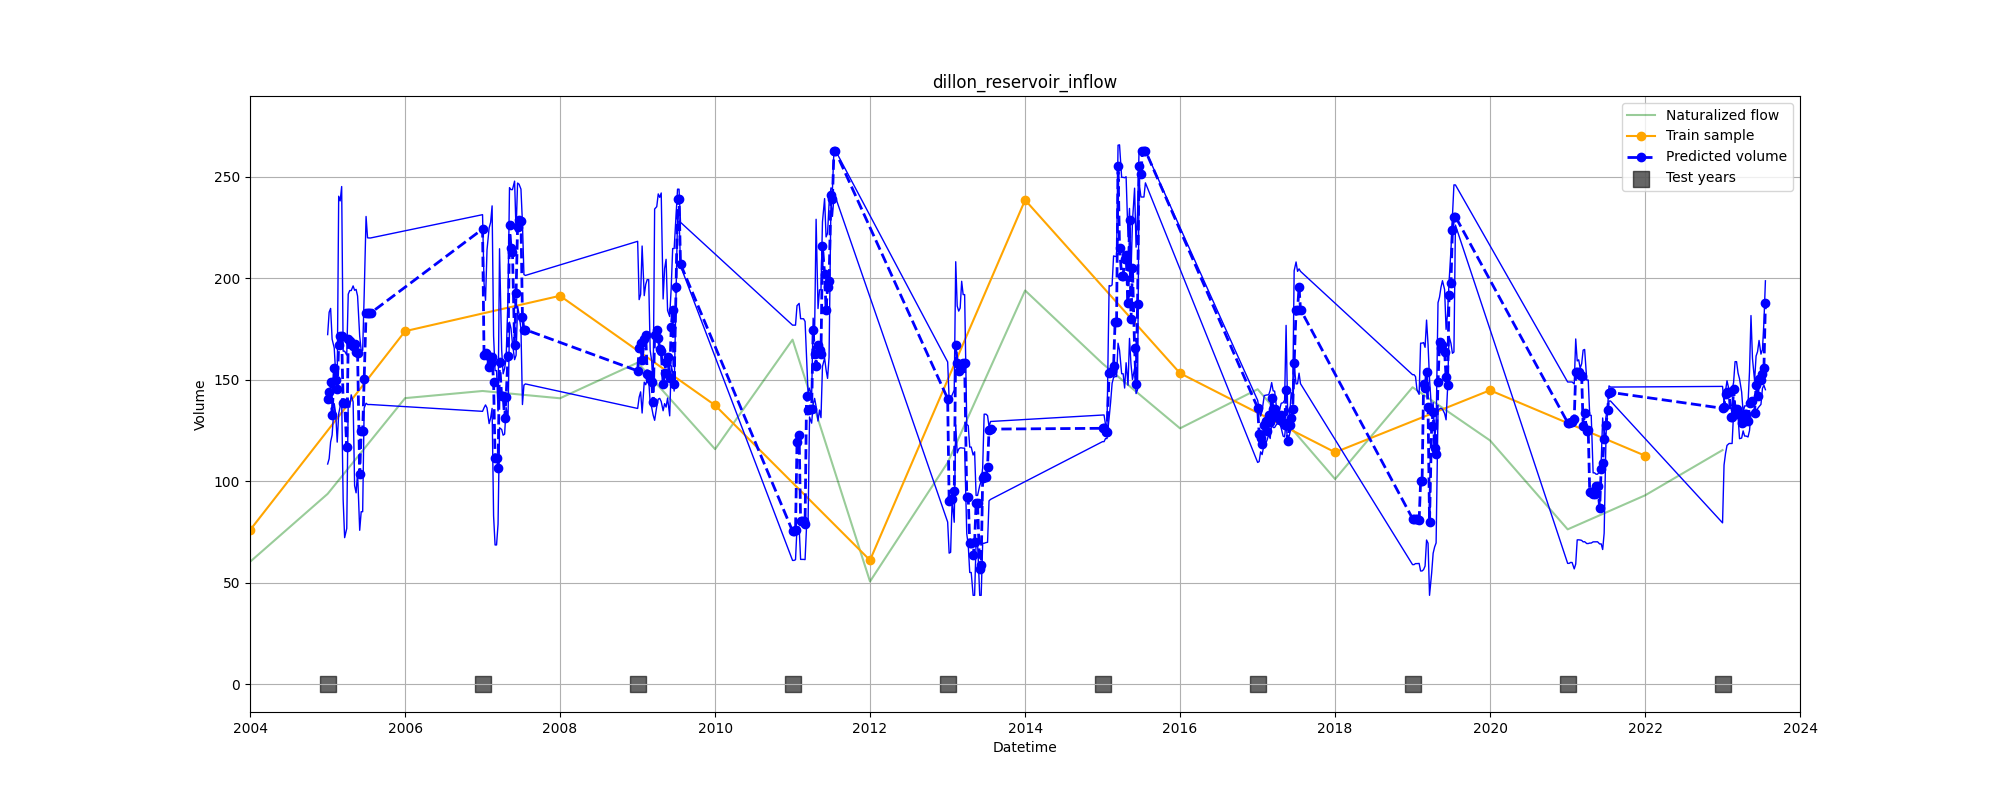 dillon_reservoir_inflow
Naturalized flow
Train sample
Predicted volume
Test years
Volume
250
200
150
100
50
0
2004 2006 2008 2010 2012 2014 2016 2018 2020 2022 2024
Datetime